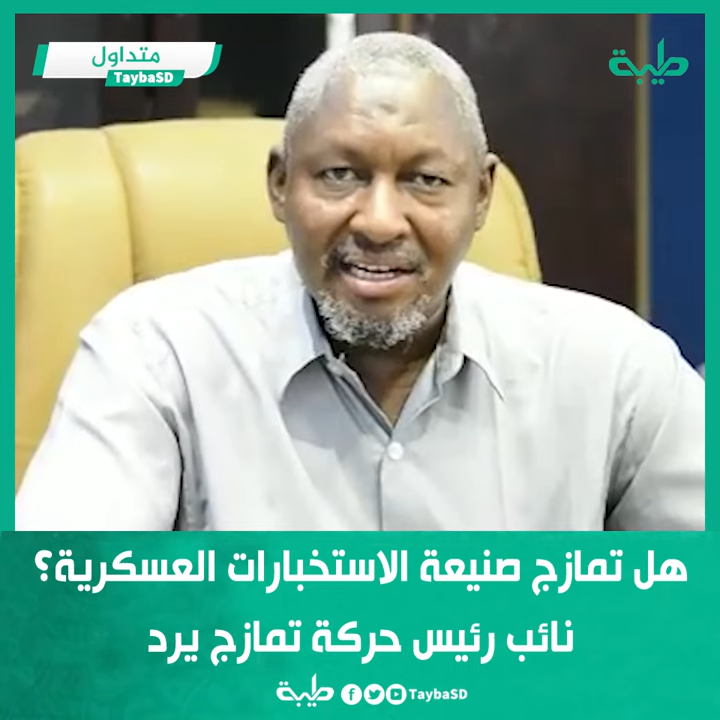 متداول
TaybaSD
طيبة
هل تمازج صنيعة الاستخبارات العسكرية؟
نائب رئيس حركة تمازج يرد
طيبة TaybaSD